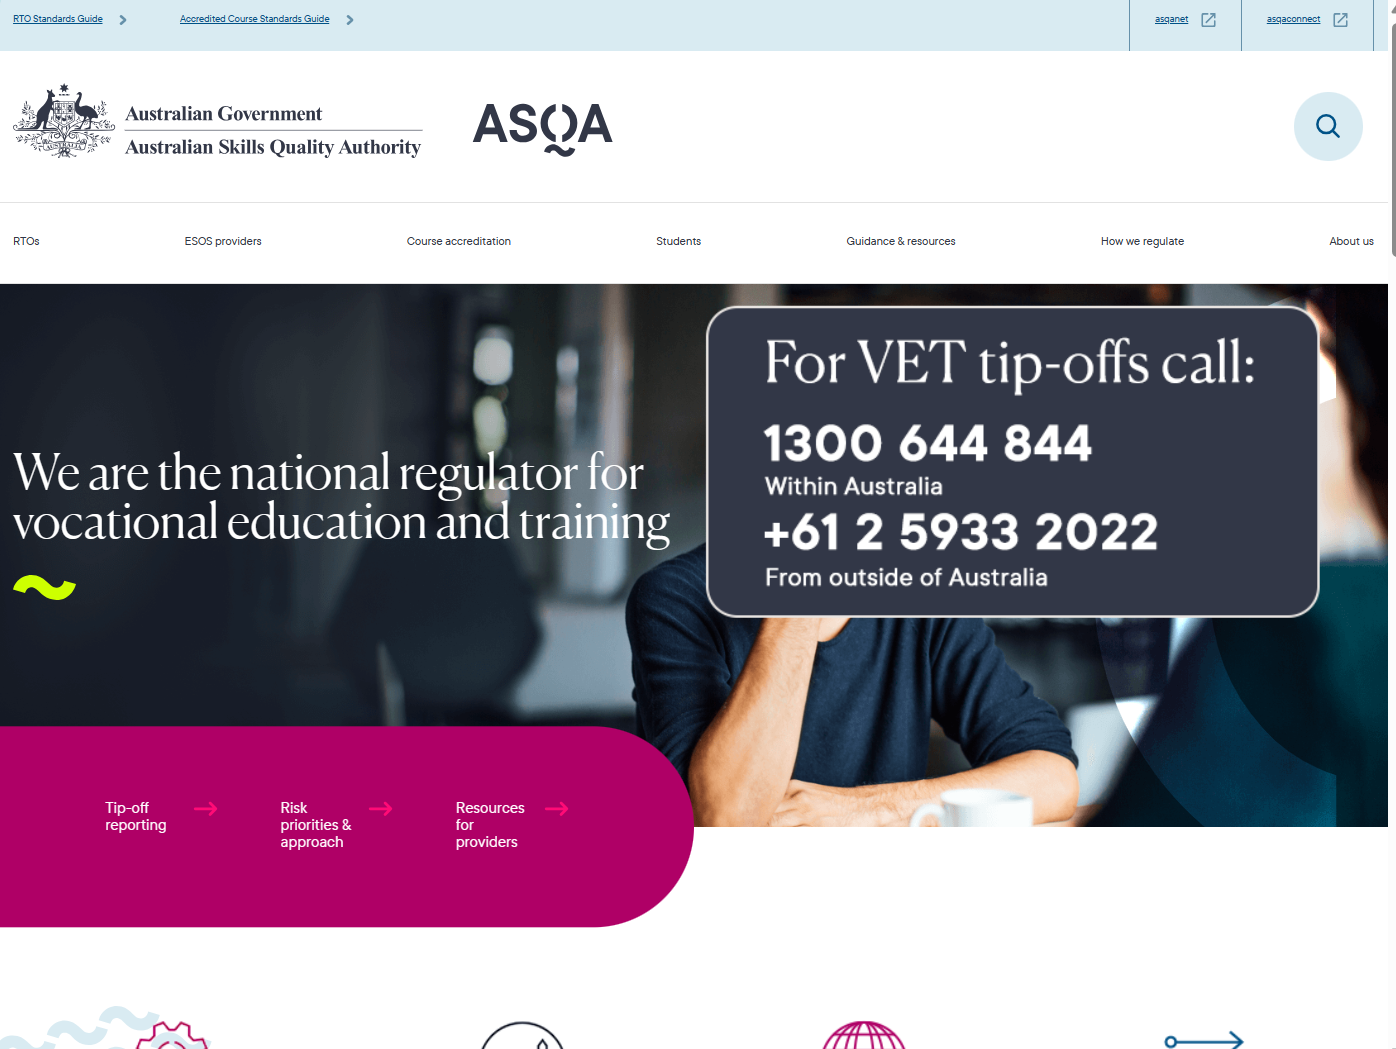 RTO Standards Guide
Accredited Course Standards Guide
asqanet
asqaconnect
Australian Government
Australian Skills Quality Authority
ASQA
RTOs
ESOS providers
Course accreditation
Students
Guidance & resources
How we regulate
About us
We are the national regulator for
vocational education and training
For VET tip-offs call:
1300 644 844
Within Australia
+61 2 5933 2022
From outside of Australia
Tip-off
reporting
Risk
priorities &
approach
Resources
for
providers